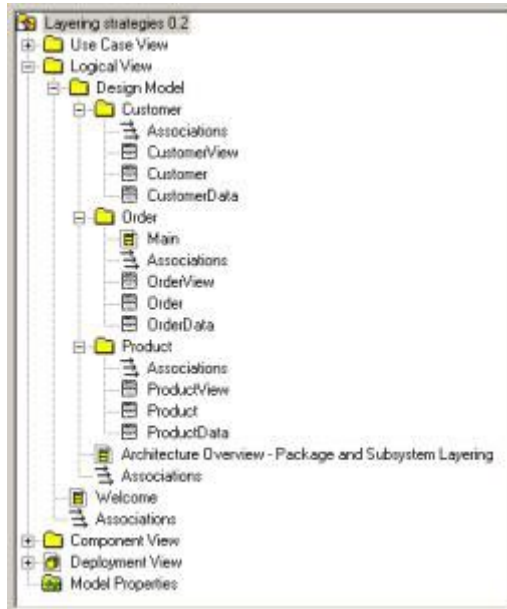 Layering strategies 0.2
Use Case View
Logical View
Design Model
Customer
Associations
CustomerView
Customer
CustomerData
Order
Main
Associations
OrderView
Order
OrderData
Product
Associations
ProductView
Product
ProductData
Architecture Overview - Package and Subsystem Layering
Associations
Welcome
Associations
Component View
Deployment View
Model Properties